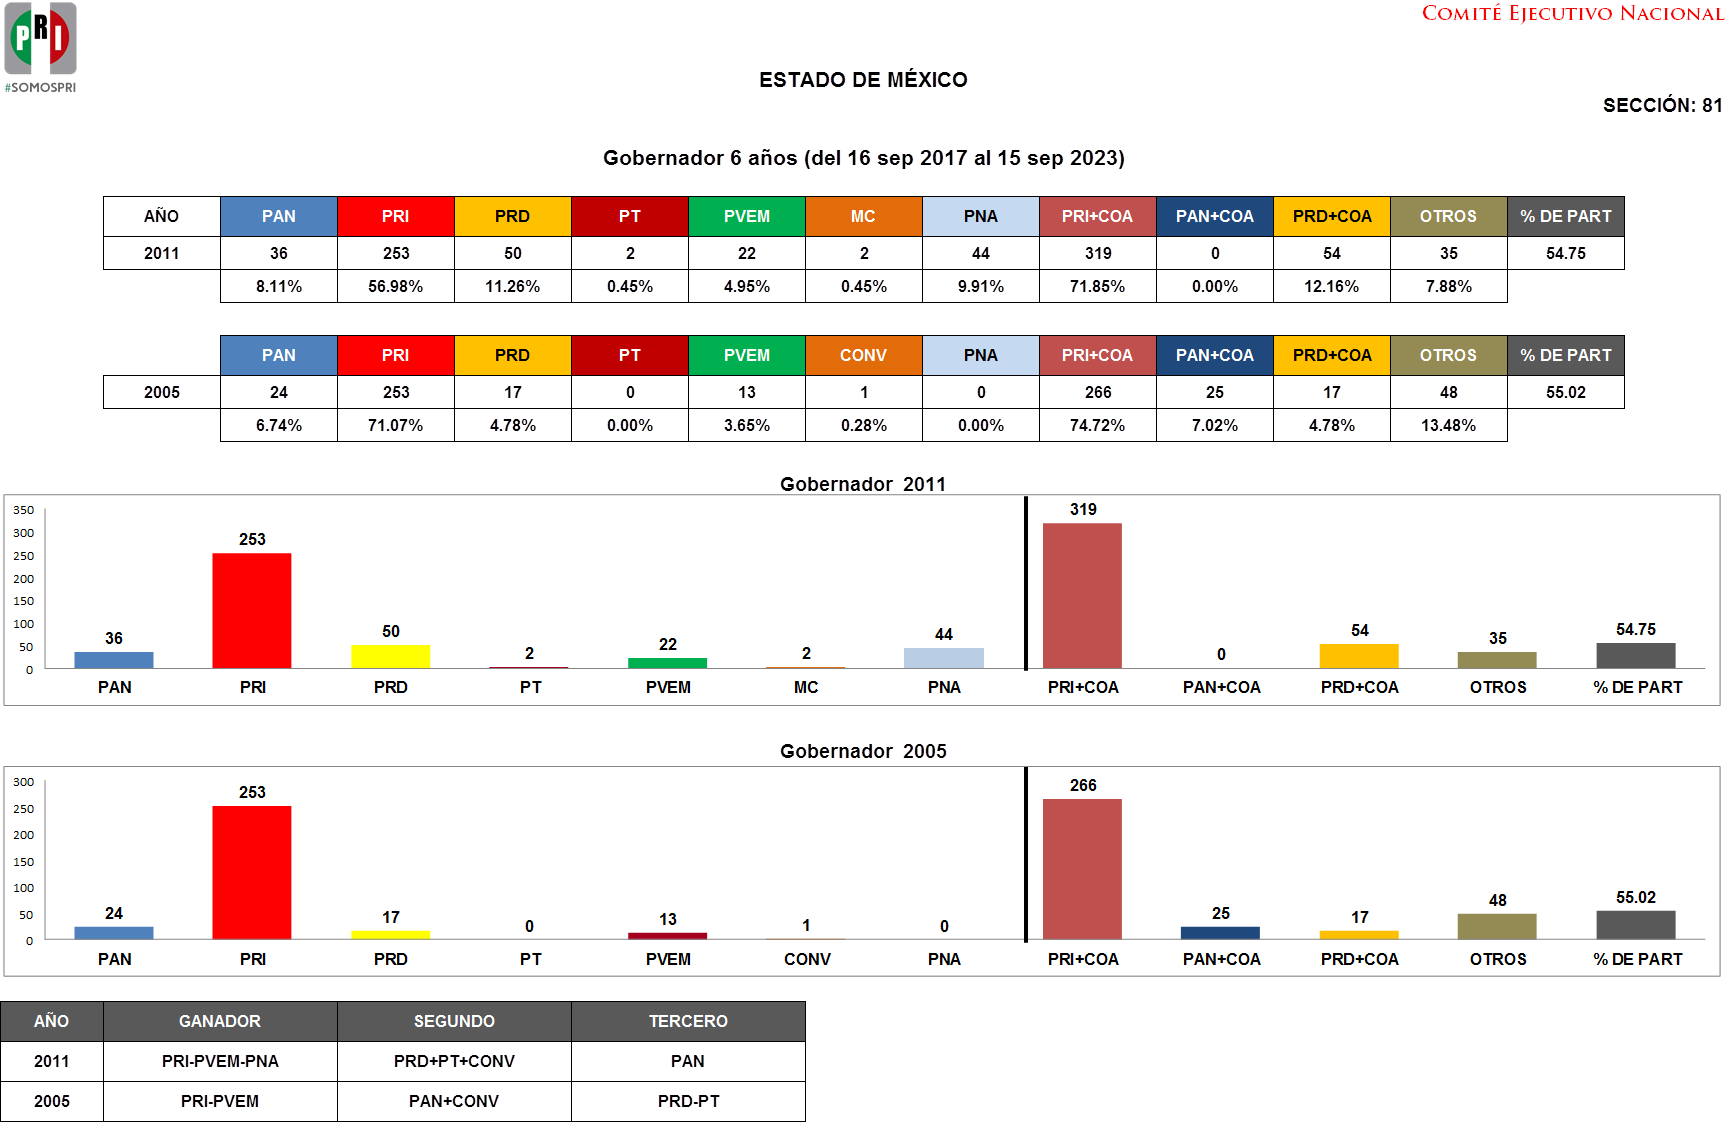 PRI
#SOMOSPRI
COMITÉ EJECUTIVO NACIONAL
ESTADO DE MÉXICO
SECCIÓN: 81
Gobernador 6 años (del 16 sep 2017 al 15 sep 2023)
AÑO PAN PRI PRD PT PVEM MC PNA PRI+COA PAN+COA PRD+COA OTROS % DE PART
2011 36 253 50 2 22 2 44 319 0 54 35 54.75
8.11% 56.98% 11.26% 0.45% 4.95% 0.45% 9.91% 71.85% 0.00% 12.16% 7.88%
PAN PRI PRD PT PVEM CONV PNA PRI+COA PAN+COA PRD+COA OTROS % DE PART
2005 24 253 17 0 13 1 0 266 25 17 48 55.02
6.74% 71.07% 4.78% 0.00% 3.65% 0.28% 0.00% 74.72% 7.02% 4.78% 13.48%
Gobernador 2011
350
300
250
200
150
100
50
0
36 253 50 2 22 2 44 319 0 54 35 54.75
PAN PRI PRD PT PVEM MC PNA PRI+COA PAN+COA PRD+COA OTROS % DE PART
Gobernador 2005
300
250
200
150
100
50
0
24 253 17 0 13 1 0 266 25 17 48 55.02
PAN PRI PRD PT PVEM CONV PNA PRI+COA PAN+COA PRD+COA OTROS % DE PART
AÑO GANADOR SEGUNDO TERCERO
2011 PRI-PVEM-PNA PRD+PT+CONV PAN
2005 PRI-PVEM PAN+CONV PRD-PT